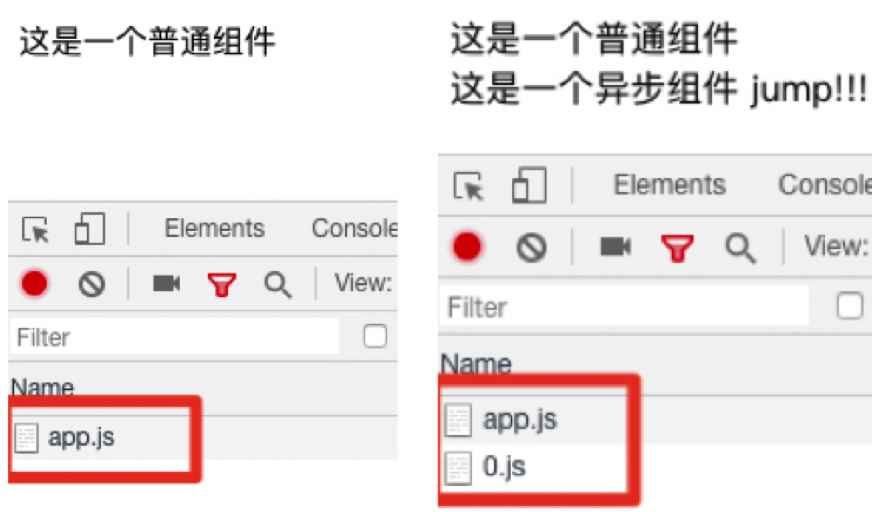 这是一个普通组件
Elements Console
View:
Filter
Name
app.js
这是一个普通组件
这是一个异步组件 jump!!!
Elements Console
View:
Filter
Name
app.js
0.js